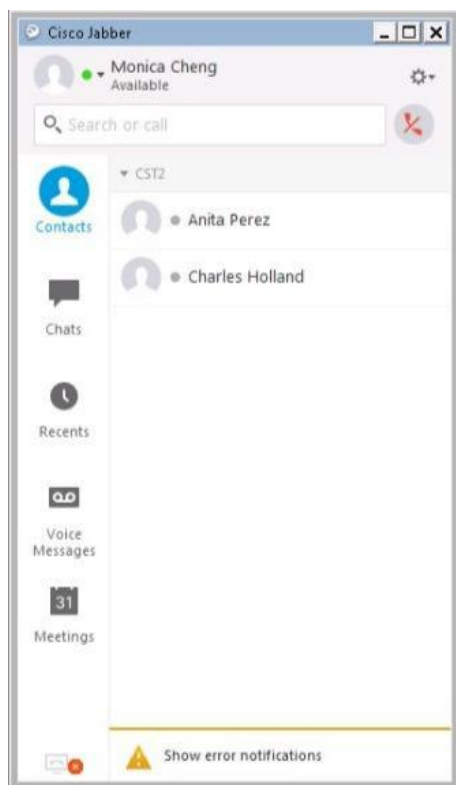 Cisco Jabber
Monica Cheng
Available
Search or call
CST2
Contacts
Anita Perez
Charles Holland
Chats
Recents
Voice
Messages
31
Meetings
Show error notifications